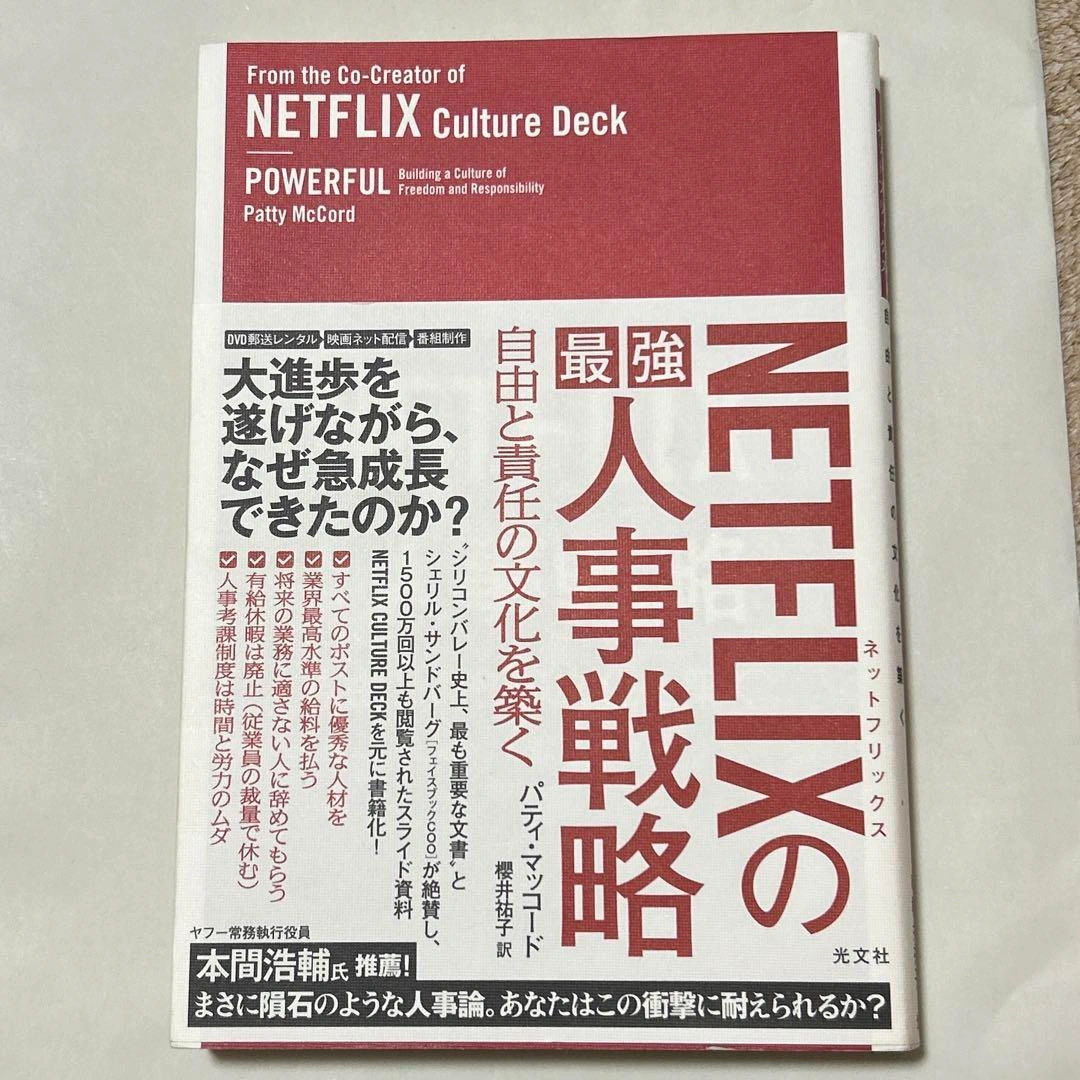 From the Co-Creator of
NETFLIX Culture Deck
POWERFUL Building a Culture of
Freedom and Responsibility
Patty McCord
NETFLIXの
ネットフリックス
最強
人事戦略
自由と責任の文化を築く
パティ・マッコード
櫻井祐子 訳
光文社
DVD郵送レンタル 映画ネット配信 番組制作
大進歩を
遂げながら、
なぜ急成長
できたのか?
“シリコンバレー史上、最も重要な文書”と
シェリル・サンドバーグ[フェイスブックCOO]が絶賛し、
1500万回以上も閲覧されたスライド資料
NETFLIX CULTURE DECKを元に書籍化!
すべてのポストに優秀な人材を
業界最高水準の給料を払う
将来の業務に適さない人に辞めてもらう
有給休暇は廃止(従業員の裁量で休む)
人事考課制度は時間と労力のムダ
ヤフー常務執行役員
本間浩輔氏 推薦!
まさに隕石のような人事論。あなたはこの衝撃に耐えられるか?
自由と責任の文化を築く